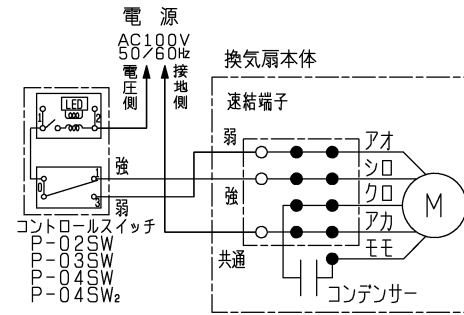 電源
AC100V
50/60Hz
電圧側
接地側
換気扇本体
速結端子
LED
1
2
弱
アオ
強
シロ
0
1
3
強
クロ
弱
アカ
M
コントロールスイッチ
P-02SW
P-03SW
P-04SW
P-04SW₂
共通
モモ
コンデンサー